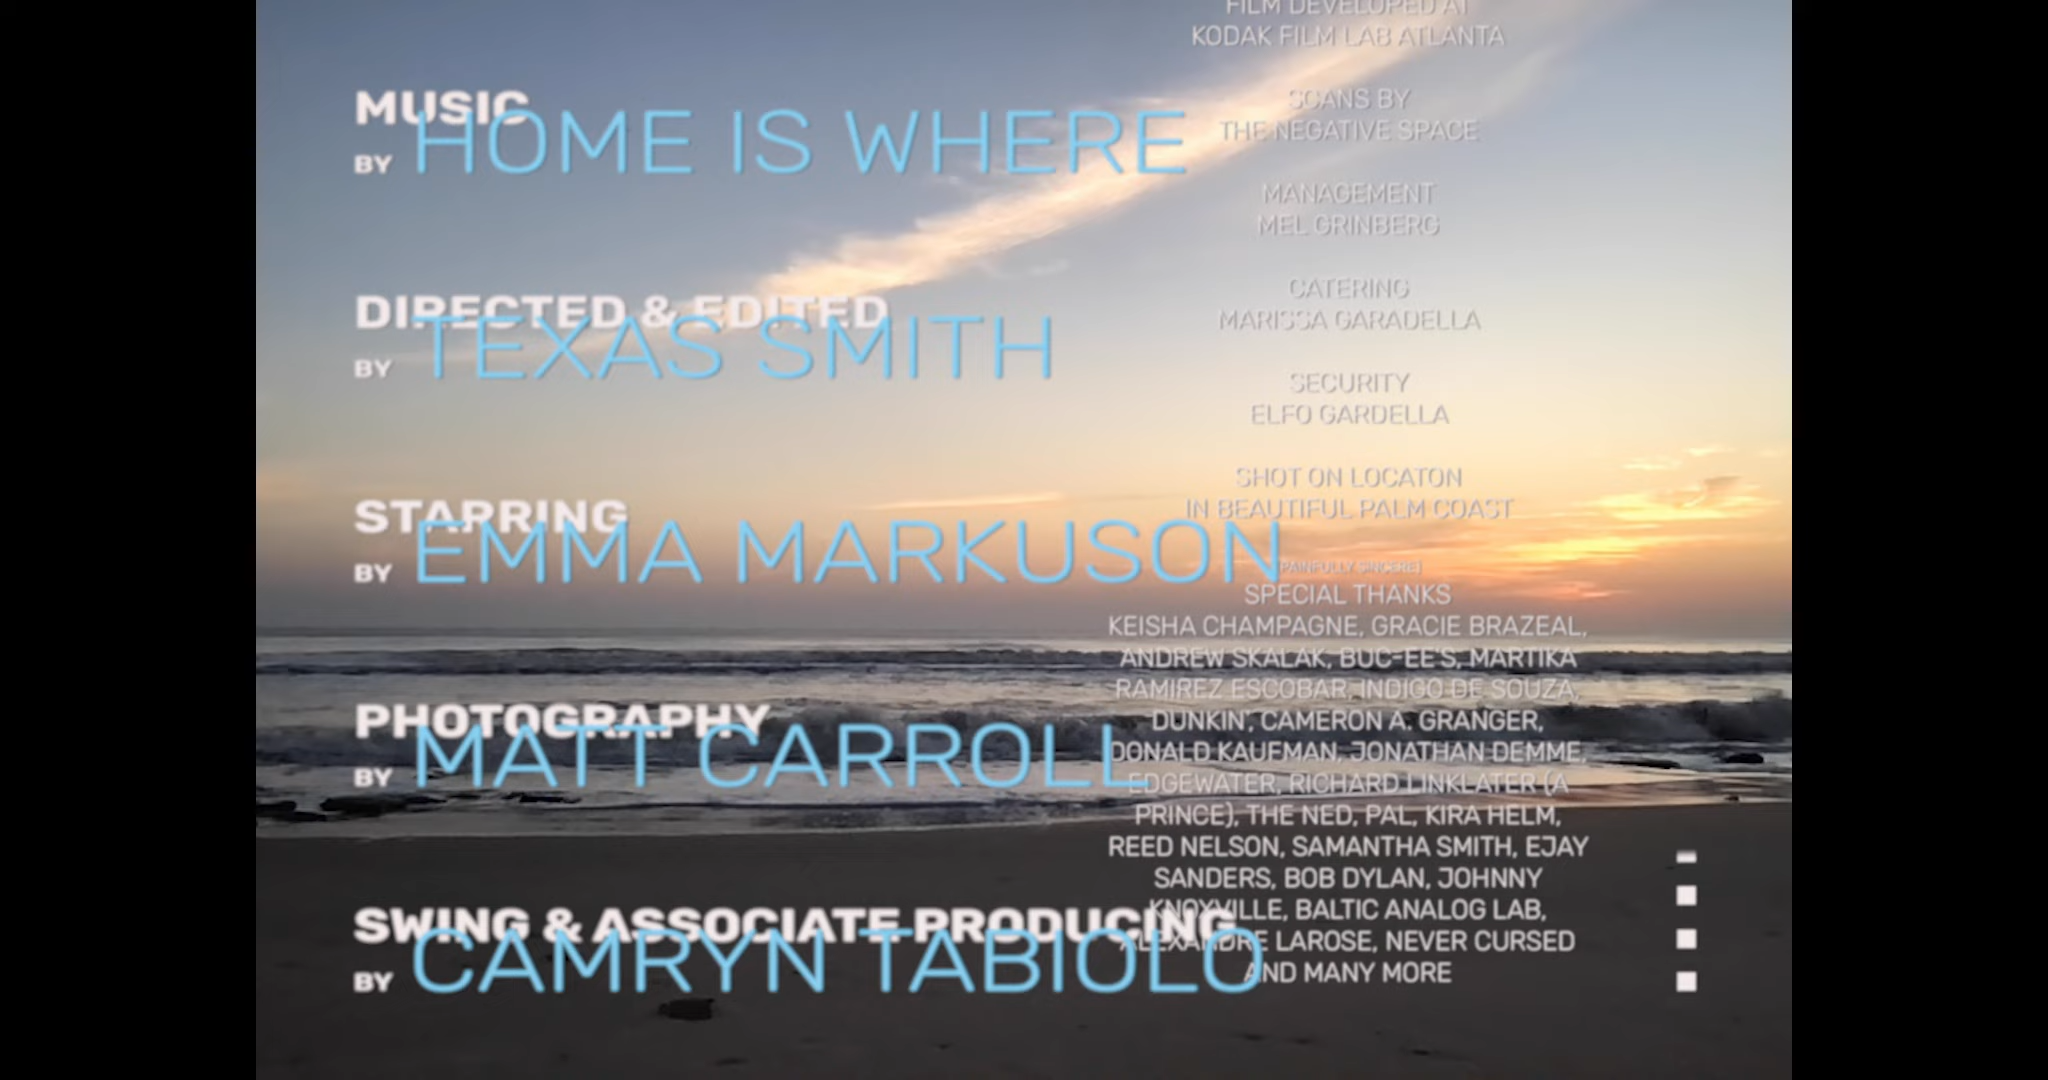 MUSIC
BY HOME IS WHERE
DIRECTED & EDITED
BY TEXAS SMITH
STARRING
BY EMMA MARKUSON
PHOTOGRAPHY
BY MATT CARROLL
SWING & ASSOCIATE PRODUCING
BY CAMRYN TABIOLO
FILM DEVELOPED AT
KODAK FILM LAB ATLANTA
SCANS BY
THE NEGATIVE SPACE
MANAGEMENT
MEL GRINBERG
CATERING
MARISSA GARADELLA
SECURITY
ELFO GARDELLA
SHOT ON LOCATON
IN BEAUTIFUL PALM COAST
(PAINFULLY SINCERE)
SPECIAL THANKS
KEISHA CHAMPAGNE, GRACIE BRAZEAL,
ANDREW SKALAK, BUC-EE'S, MARTIKA
RAMIREZ ESCOBAR, INDIGO DE SOUZA,
DUNKIN', CAMERON A. GRANGER,
DONALD KAUFMAN, JONATHAN DEMME,
EDGEWATER, RICHARD LINKLATER (A
PRINCE), THE NED, PAL, KIRA HELM,
REED NELSON, SAMANTHA SMITH, EJAY
SANDERS, BOB DYLAN, JOHNNY
KNOXVILLE, BALTIC ANALOG LAB,
ALEXANDRE LAROSE, NEVER CURSED
AND MANY MORE